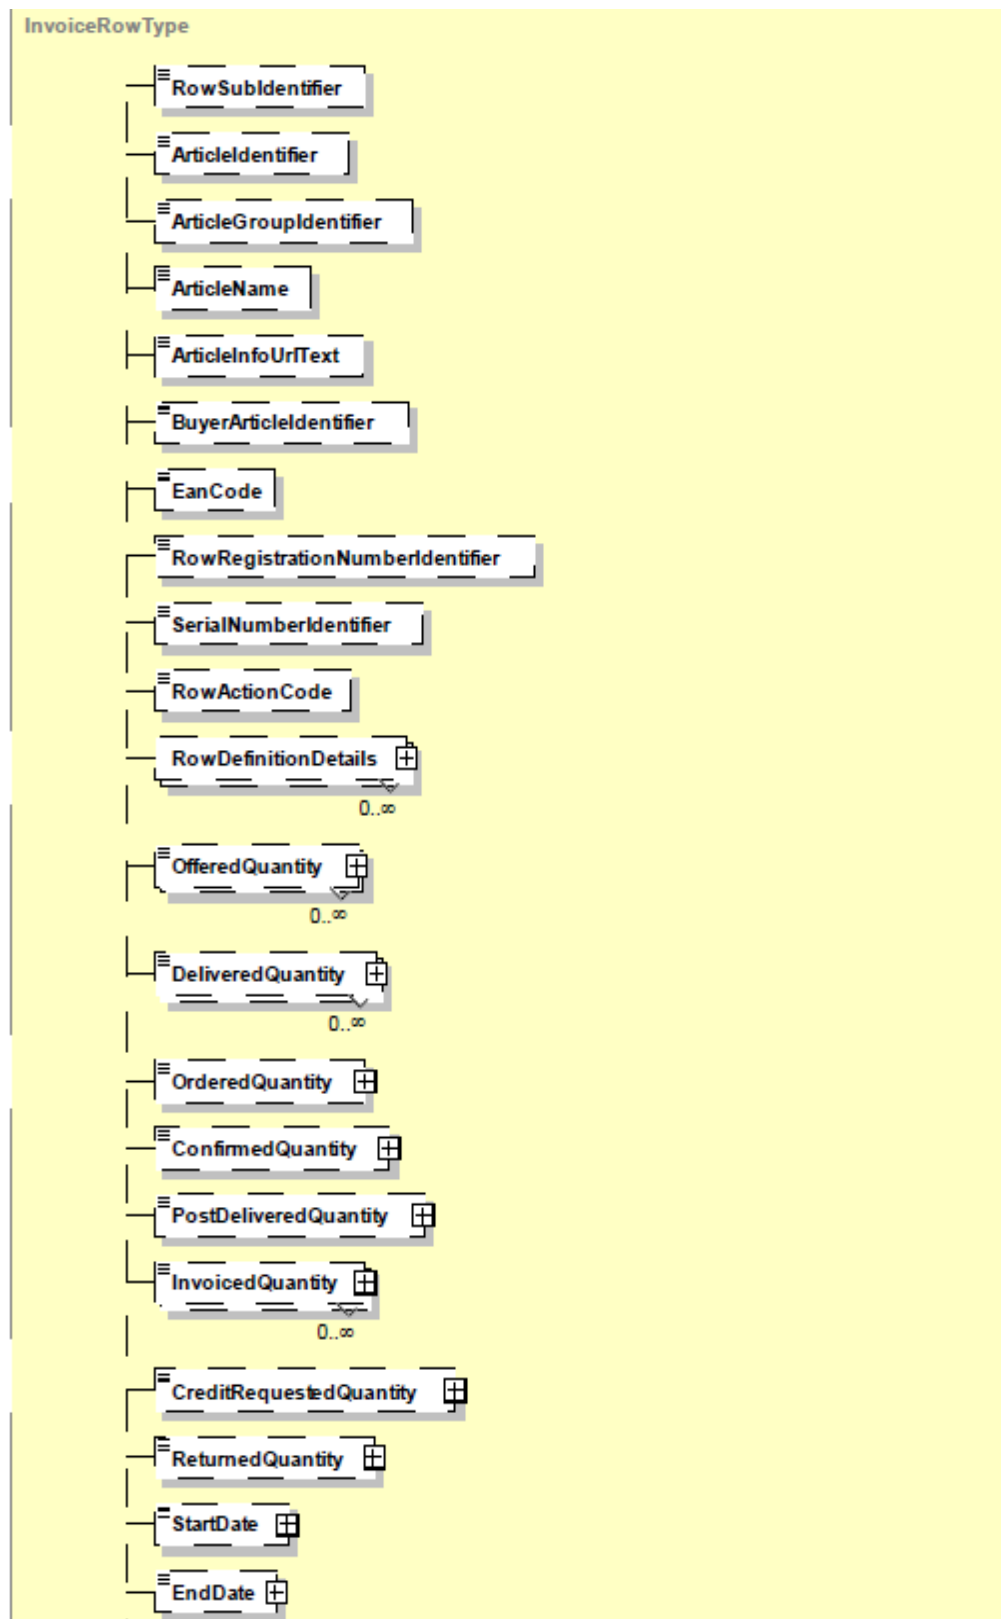 InvoiceRowType
RowSubIdentifier
ArticleIdentifier
ArticleGroupIdentifier
ArticleName
ArticleInfoUrlText
BuyerArticleIdentifier
EanCode
RowRegistrationNumberIdentifier
SerialNumberIdentifier
RowActionCode
RowDefinitionDetails
0..∞
OfferedQuantity
0..∞
DeliveredQuantity
0..∞
OrderedQuantity
ConfirmedQuantity
PostDeliveredQuantity
InvoicedQuantity
0..∞
CreditRequestedQuantity
ReturnedQuantity
StartDate
EndDate